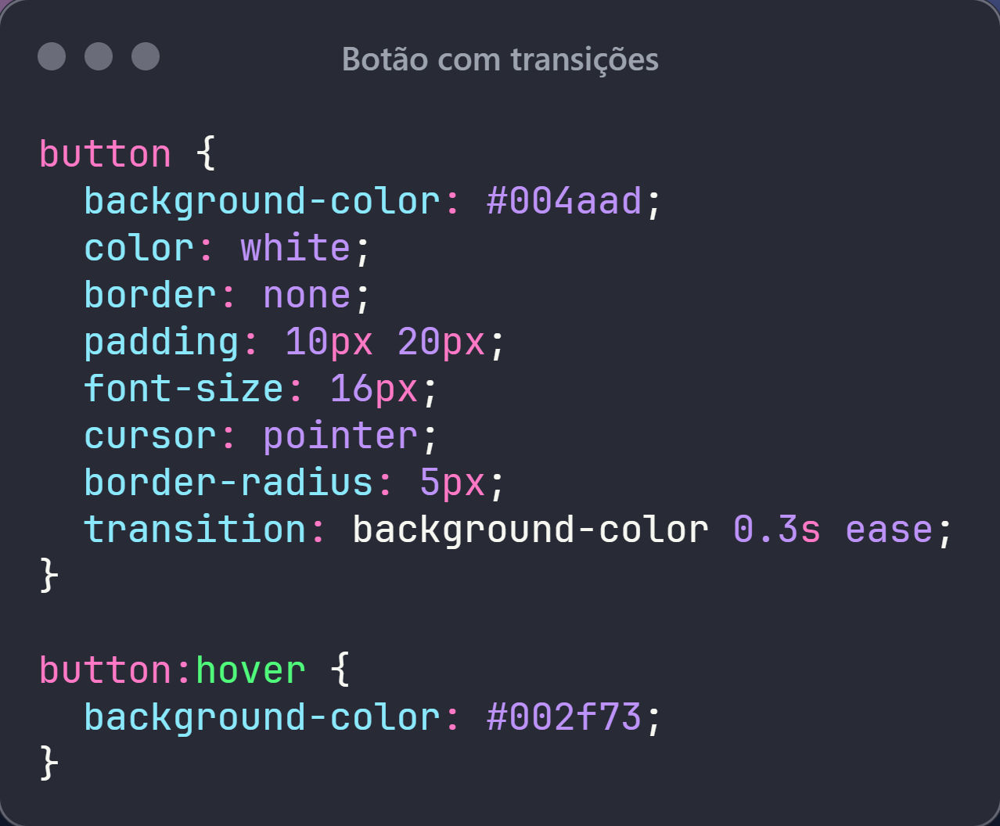 Botão com transições
button {
  background-color: #004aad;
  color: white;
  border: none;
  padding: 10px 20px;
  font-size: 16px;
  cursor: pointer;
  border-radius: 5px;
  transition: background-color 0.3s ease;
}
button:hover {
  background-color: #002f73;
}